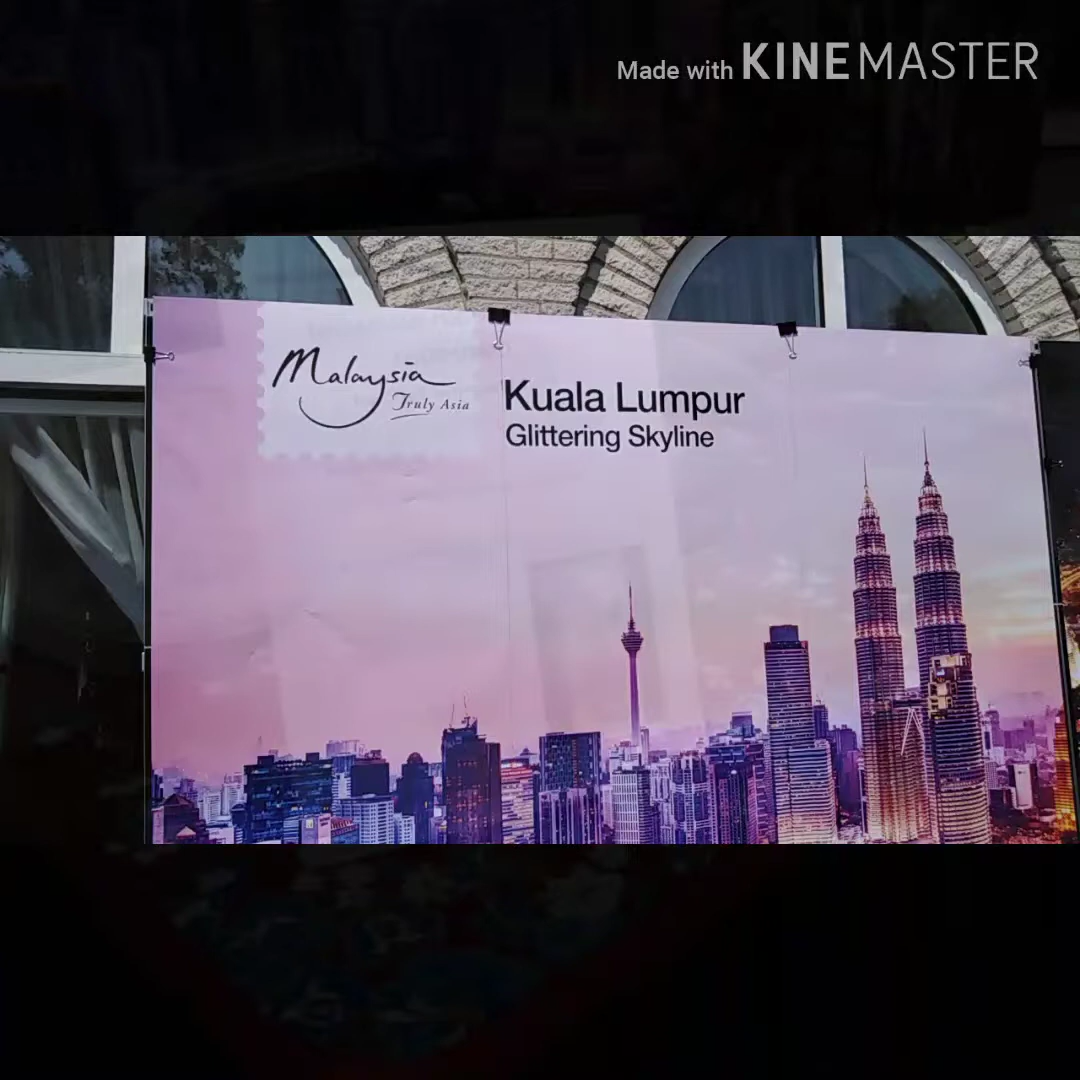 Made with KINEMASTER
Malaysia
Truly Asia
Kuala Lumpur
Glittering Skyline